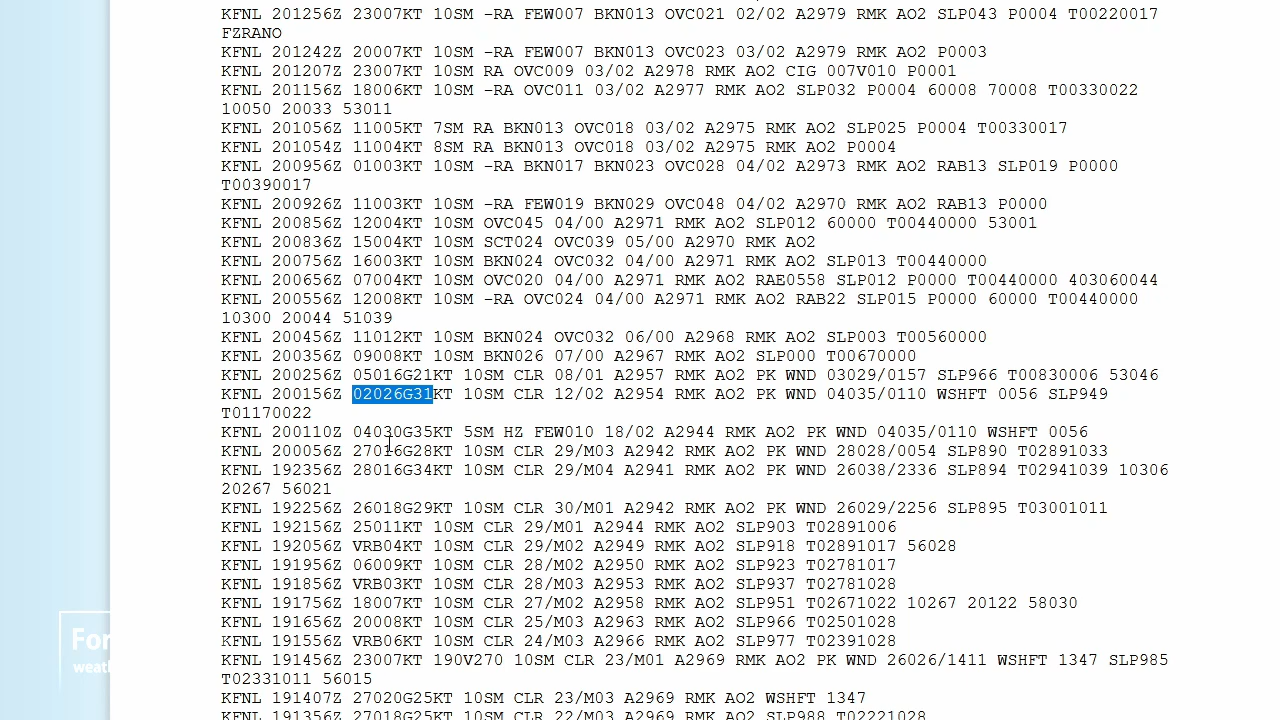 KFNL 201256Z 23007KT 10SM -RA FEW007 BKN013 OVC021 02/02 A2979 RMK AO2 SLP043 P0004 T00220017
FZRANO
KFNL 201242Z 20007KT 10SM -RA FEW007 BKN013 OVC023 03/02 A2979 RMK AO2 P0003
KFNL 201207Z 23007KT 10SM RA OVC009 03/02 A2978 RMK AO2 CIG 007V010 P0001
KFNL 201156Z 18006KT 10SM -RA OVC011 03/02 A2977 RMK AO2 SLP032 P0004 60008 70008 T00330022
10050 20033 53011
KFNL 201056Z 11005KT 7SM RA BKN013 OVC018 03/02 A2975 RMK AO2 SLP025 P0004 T00330017
KFNL 201054Z 11004KT 8SM RA BKN013 OVC018 03/02 A2975 RMK AO2 P0004
KFNL 200956Z 01003KT 10SM -RA BKN017 BKN023 OVC028 04/02 A2973 RMK AO2 RAB13 SLP019 P0000
T00390017
KFNL 200926Z 11003KT 10SM -RA FEW019 BKN029 OVC048 04/02 A2970 RMK AO2 RAB13 P0000
KFNL 200856Z 12004KT 10SM OVC045 04/00 A2971 RMK AO2 SLP012 60000 T00440000 53001
KFNL 200836Z 15004KT 10SM SCT024 OVC039 05/00 A2970 RMK AO2
KFNL 200756Z 16003KT 10SM BKN024 OVC032 04/00 A2971 RMK AO2 SLP013 T00440000
KFNL 200656Z 07004KT 10SM OVC020 04/00 A2971 RMK AO2 RAE0558 SLP012 P0000 T00440000 403060044
KFNL 200556Z 12008KT 10SM -RA OVC024 04/00 A2971 RMK AO2 RAB22 SLP015 P0000 60000 T00440000
10300 20044 51039
KFNL 200456Z 11012KT 10SM BKN024 OVC032 06/00 A2968 RMK AO2 SLP003 T00560000
KFNL 200356Z 09008KT 10SM BKN026 07/00 A2967 RMK AO2 SLP000 T00670000
KFNL 200256Z 05016G21KT 10SM CLR 08/01 A2957 RMK AO2 PK WND 03029/0157 SLP966 T00830006 53046
KFNL 200156Z 02026G31KT 10SM CLR 12/02 A2954 RMK AO2 PK WND 04035/0110 WSHFT 0056 SLP949
T01170022
KFNL 200110Z 04030G35KT 5SM HZ FEW010 18/02 A2944 RMK AO2 PK WND 04035/0110 WSHFT 0056
KFNL 200056Z 27016G28KT 10SM CLR 29/M03 A2942 RMK AO2 PK WND 28028/0054 SLP890 T02891033
KFNL 192356Z 28016G34KT 10SM CLR 29/M04 A2941 RMK AO2 PK WND 26038/2336 SLP894 T02941039 10306
20267 56021
KFNL 192256Z 26018G29KT 10SM CLR 30/M01 A2942 RMK AO2 PK WND 26029/2256 SLP895 T03001011
KFNL 192156Z 25011KT 10SM CLR 29/M01 A2944 RMK AO2 SLP903 T02891006
KFNL 192056Z VRB04KT 10SM CLR 29/M02 A2949 RMK AO2 SLP918 T02891017 56028
KFNL 191956Z 06009KT 10SM CLR 28/M02 A2950 RMK AO2 SLP923 T02781017
KFNL 191856Z VRB03KT 10SM CLR 28/M03 A2953 RMK AO2 SLP937 T02781028
KFNL 191756Z 18007KT 10SM CLR 27/M02 A2958 RMK AO2 SLP951 T02671022 10267 20122 58030
KFNL 191656Z 20008KT 10SM CLR 25/M03 A2963 RMK AO2 SLP966 T02501028
KFNL 191556Z VRB06KT 10SM CLR 24/M03 A2966 RMK AO2 SLP977 T02391028
KFNL 191456Z 23007KT 190V270 10SM CLR 23/M01 A2969 RMK AO2 PK WND 26026/1411 WSHFT 1347 SLP985
T02331011 56015
KFNL 191407Z 27020G25KT 10SM CLR 23/M03 A2969 RMK AO2 WSHFT 1347
KFNL 191356Z 27018G25KT 10SM CLR 22/M03 A2969 RMK AO2 SLP988 T02221028
For
weath